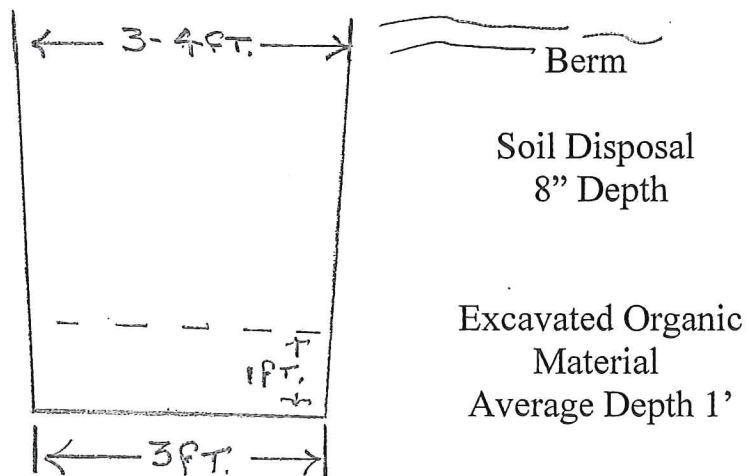 3-4 FT.
Berm
Soil Disposal
8” Depth
1 FT.
Excavated Organic
Material
Average Depth 1’
3 FT.